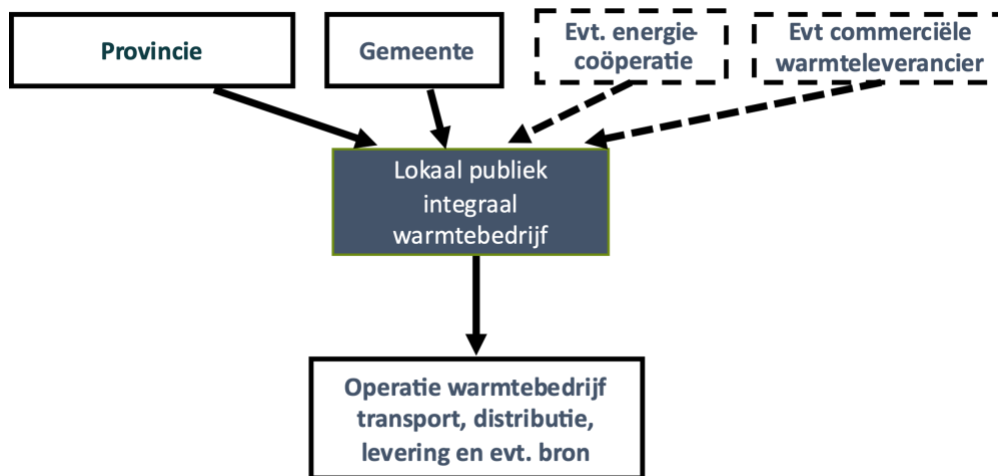 Provincie
Gemeente
Evt. energie-
coöperatie
Evt commerciële
warmteleverancier
Lokaal publiek
integraal
warmtebedrijf
Operatie warmtebedrijf
transport, distributie,
levering en evt. bron